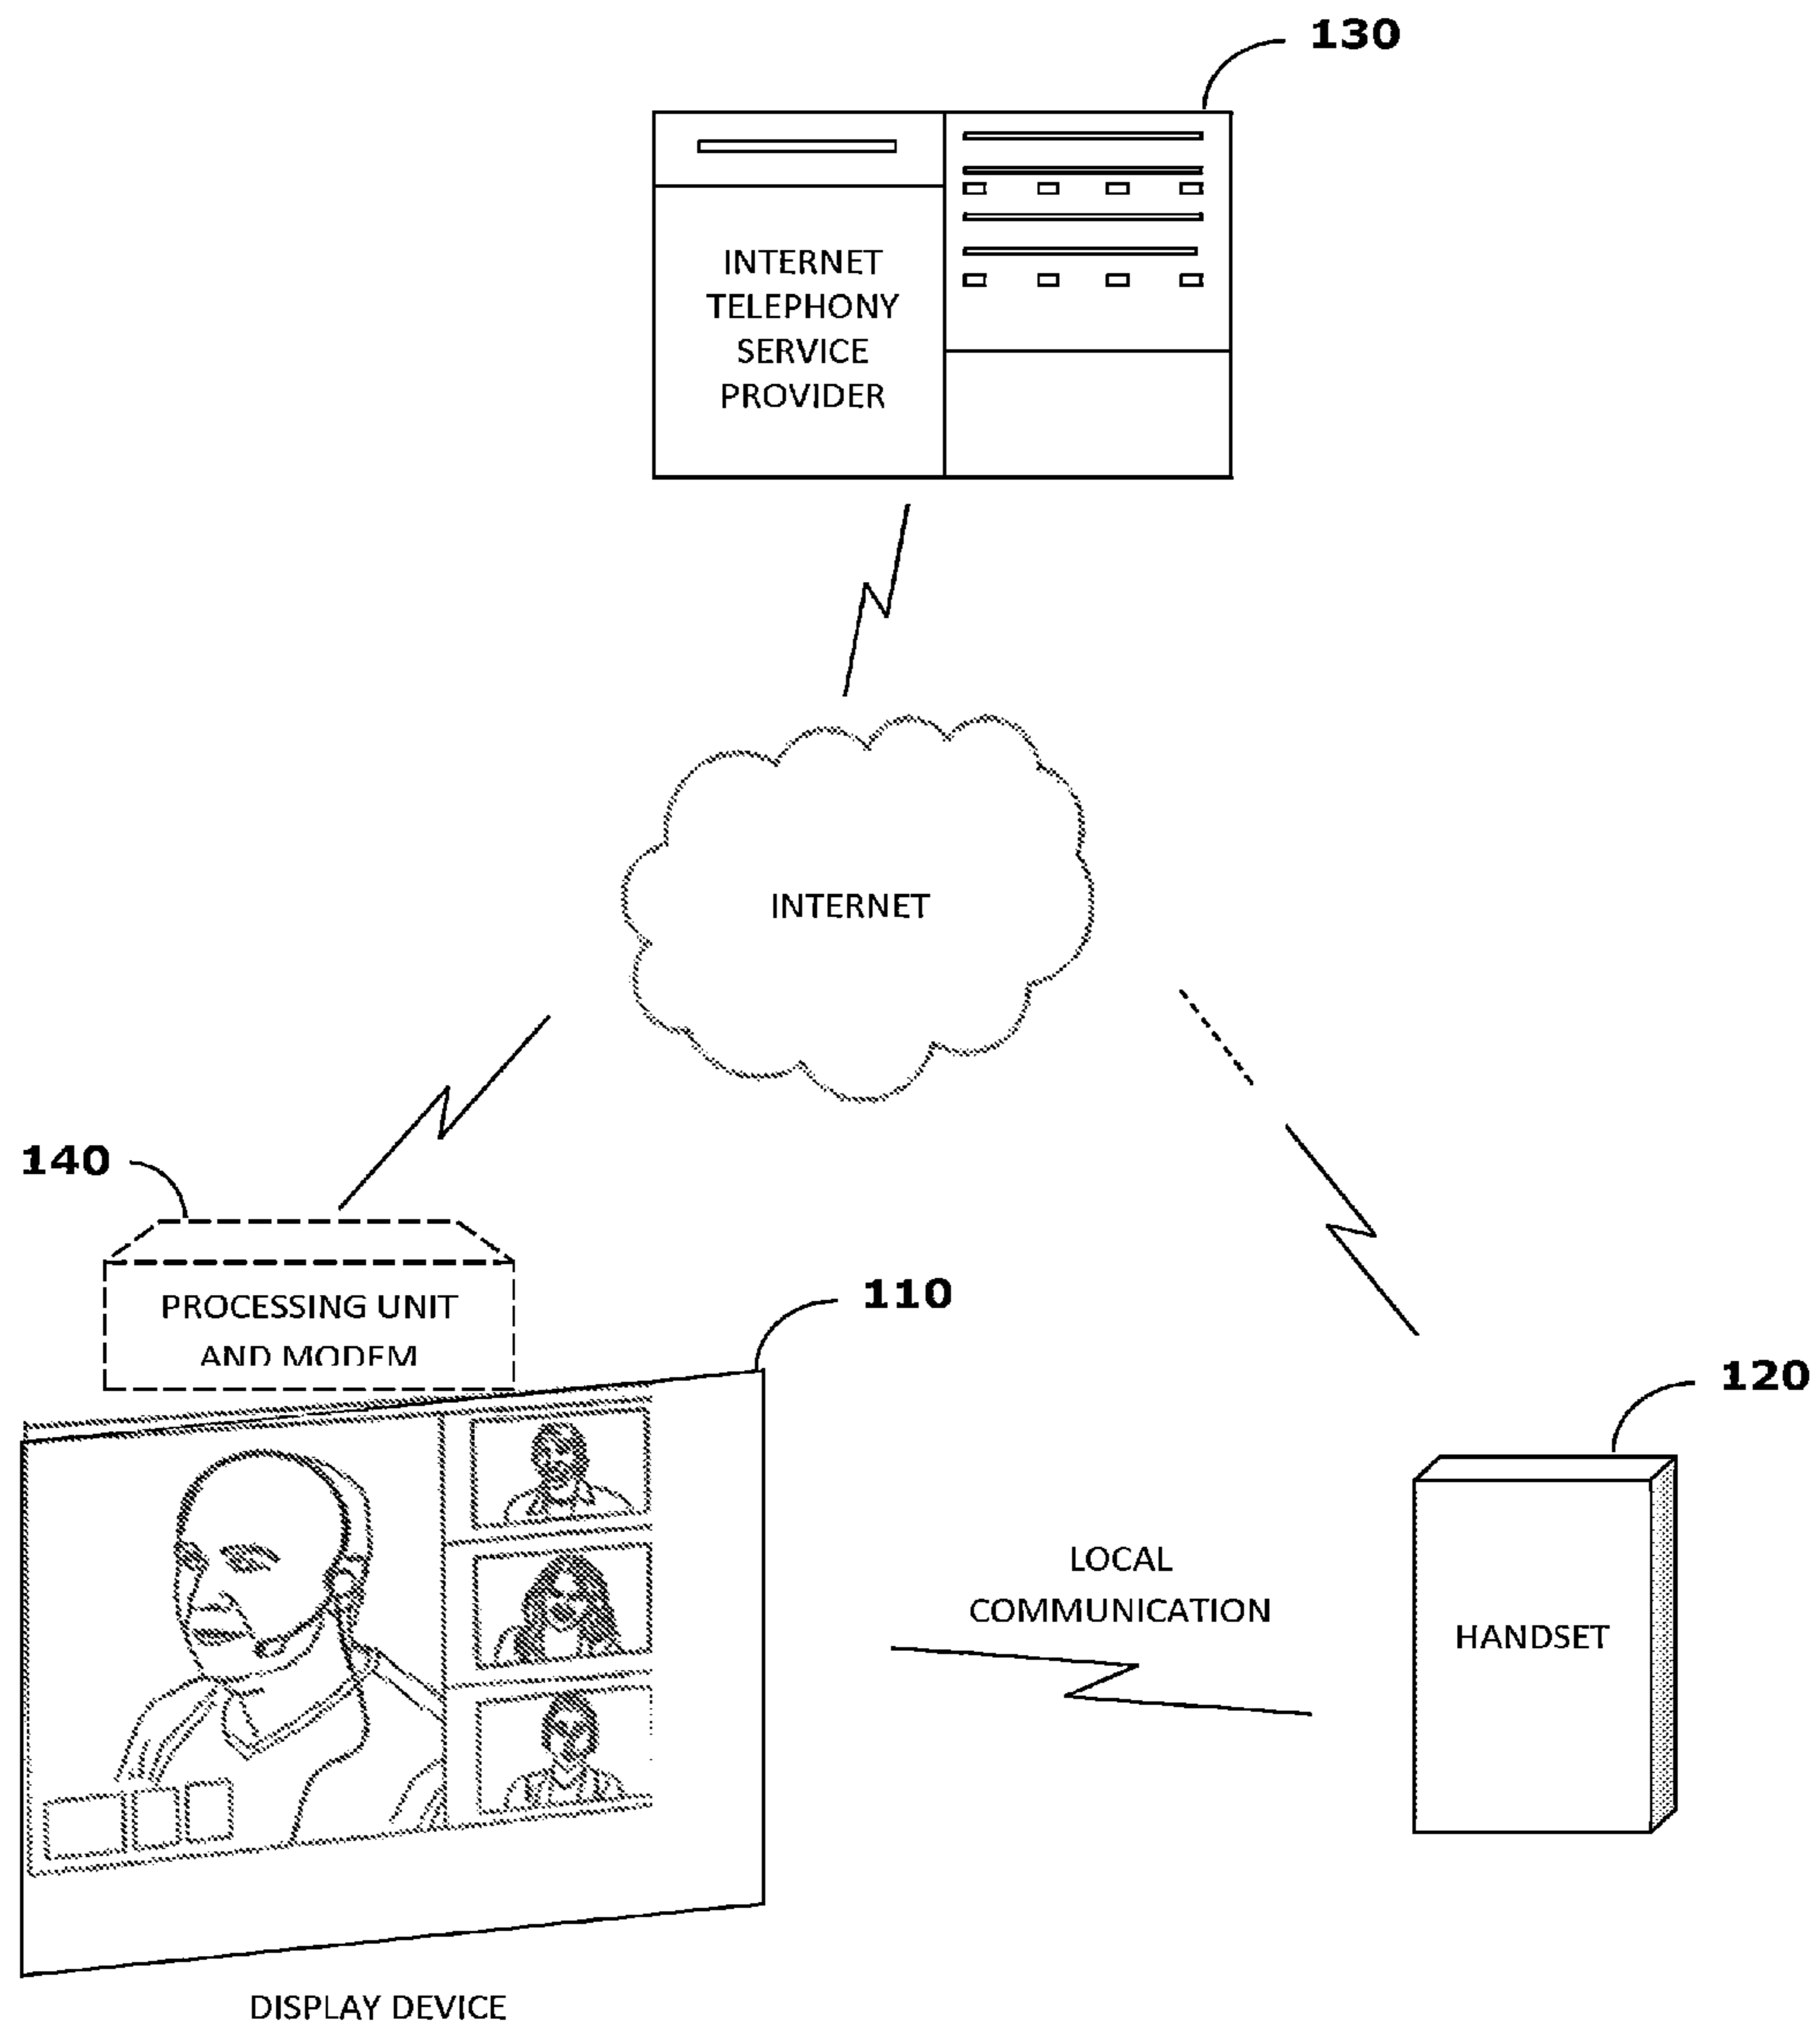 130
INTERNET
TELEPHONY
SERVICE
PROVIDER
INTERNET
140
PROCESSING UNIT
AND MODEM
110
120
LOCAL
COMMUNICATION
HANDSET
DISPLAY DEVICE